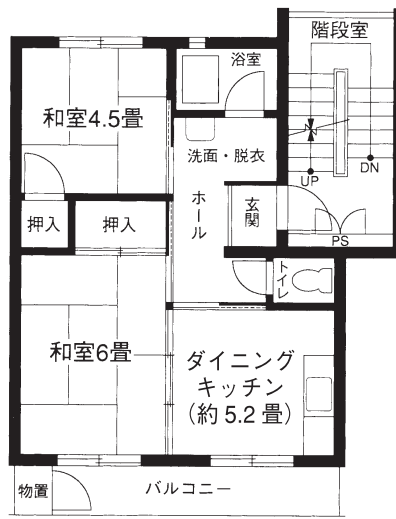 階段室
浴室
和室4.5畳
洗面・脱衣
DN
UP
押入
押入
ホール
玄関
PS
トイレ
和室6畳
ダイニング
キッチン
(約5.2畳)
物置
バルコニー